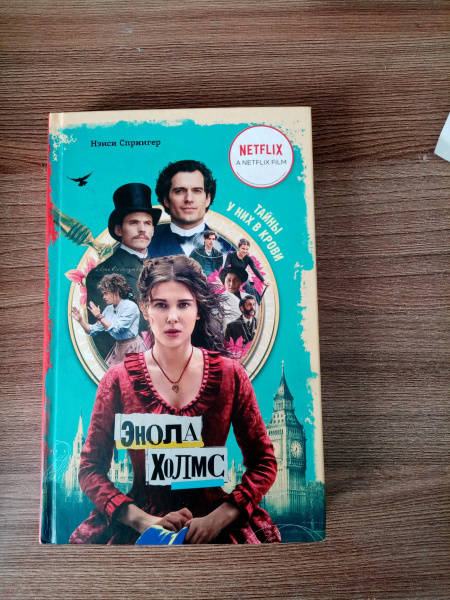 Нэнси Спрингер
NETFLIX
A NETFLIX FILM
ТАЙНЫ
У НИХ В КРОВИ
ЭНОЛА
ХОЛМС